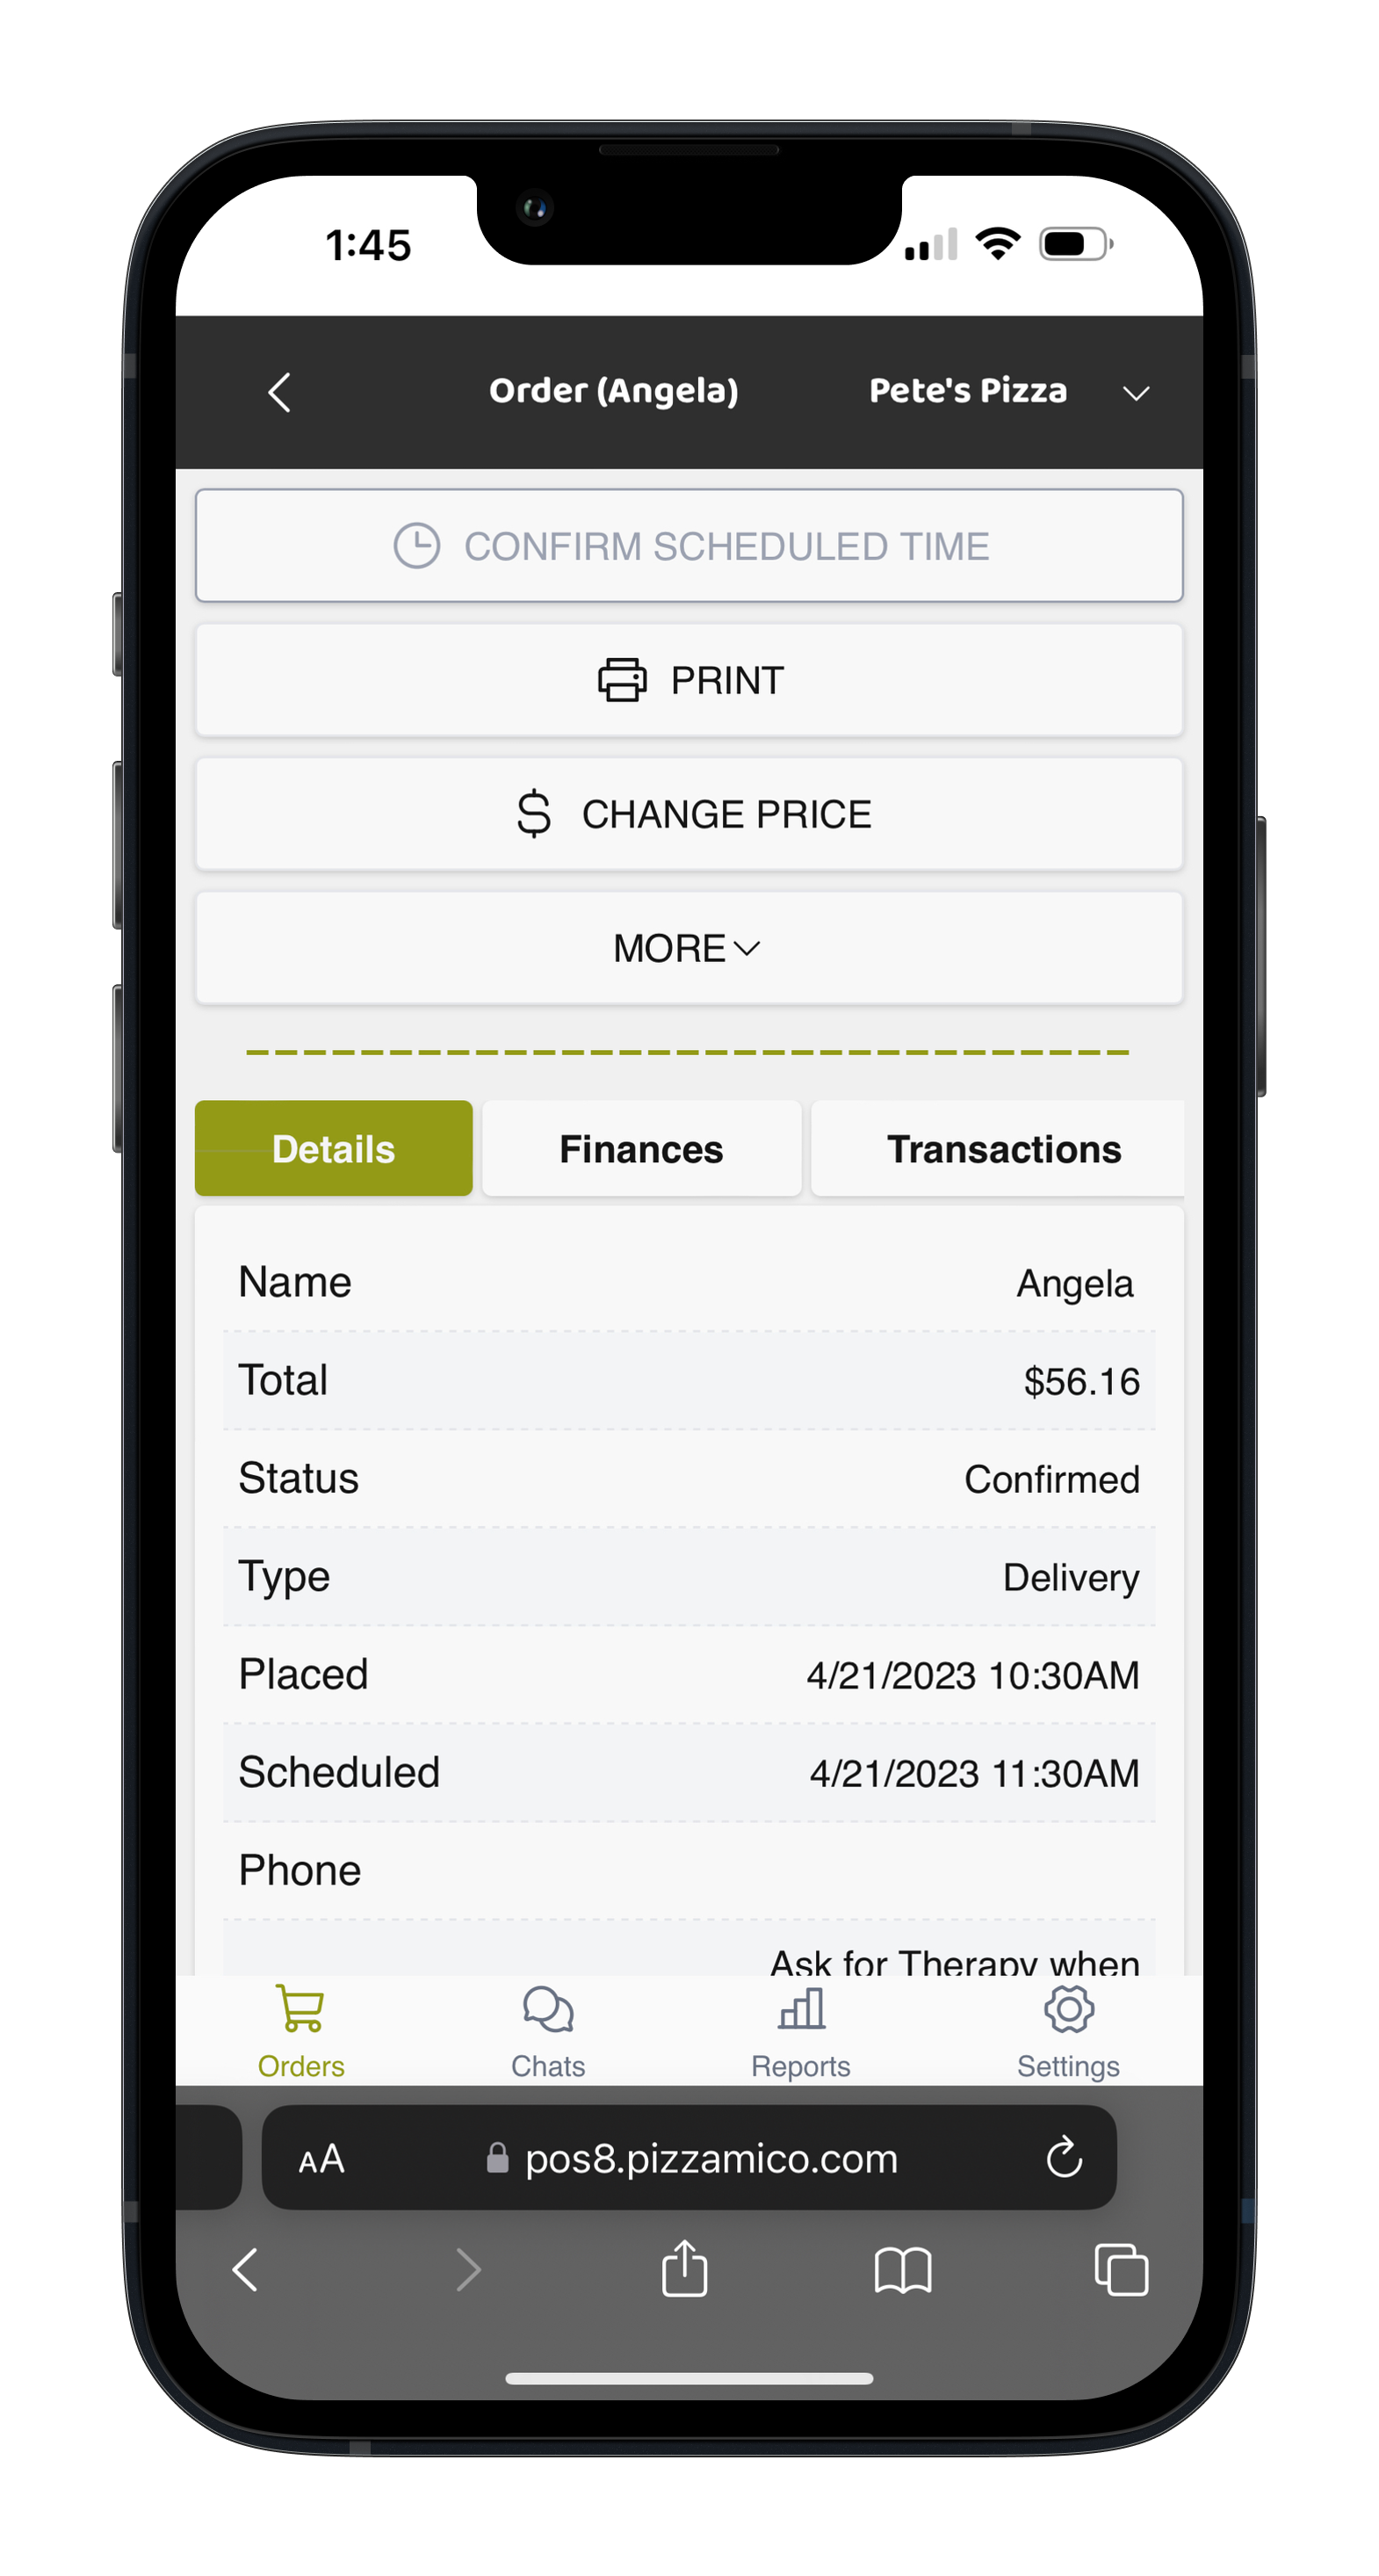 1:45
Order (Angela) Pete's Pizza
CONFIRM SCHEDULED TIME
PRINT
$ CHANGE PRICE
MORE
Details Finances Transactions
Name Angela
Total $56.16
Status Confirmed
Type Delivery
Placed 4/21/2023 10:30AM
Scheduled 4/21/2023 11:30AM
Phone
Ask for Therapy when
Orders Chats Reports Settings
AA pos8.pizzamico.com